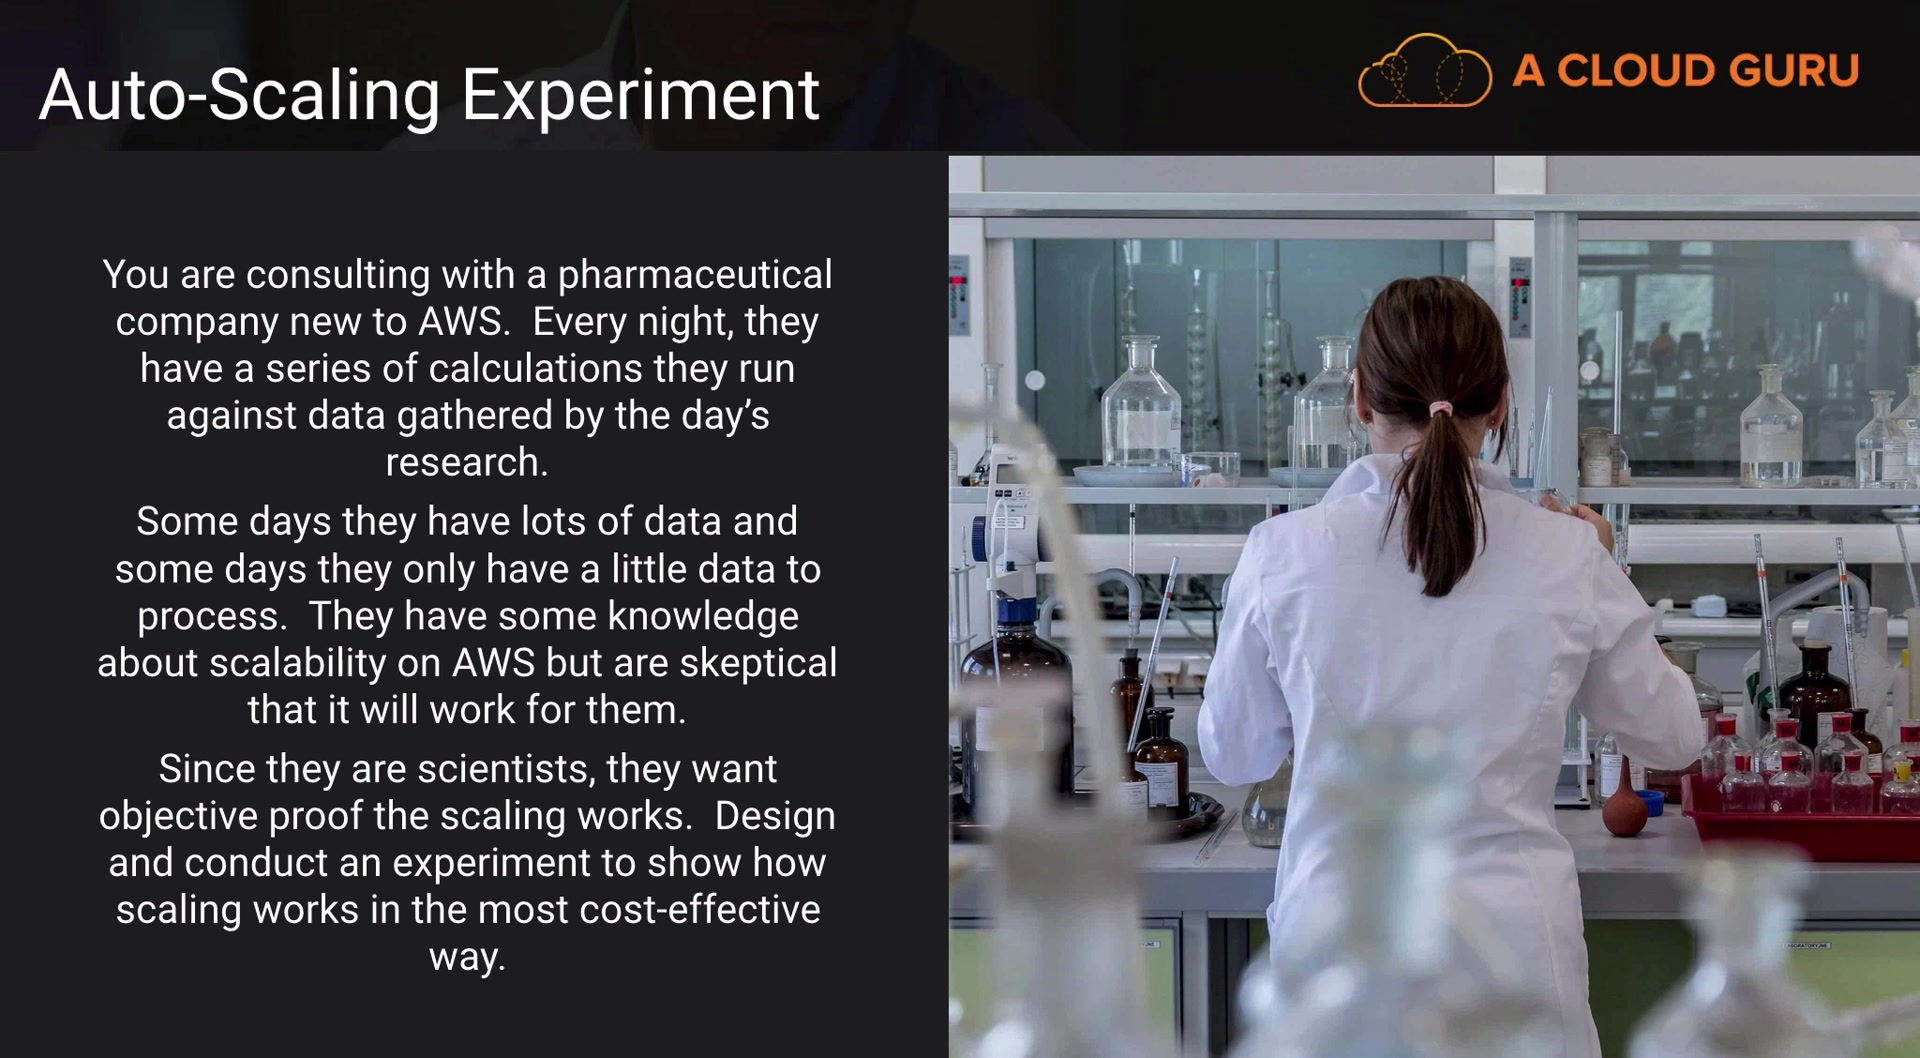 Auto-Scaling Experiment
A CLOUD GURU
You are consulting with a pharmaceutical
company new to AWS.  Every night, they
have a series of calculations they run
against data gathered by the day’s
research.
Some days they have lots of data and
some days they only have a little data to
process.  They have some knowledge
about scalability on AWS but are skeptical
that it will work for them.
Since they are scientists, they want
objective proof the scaling works.  Design
and conduct an experiment to show how
scaling works in the most cost-effective
way.